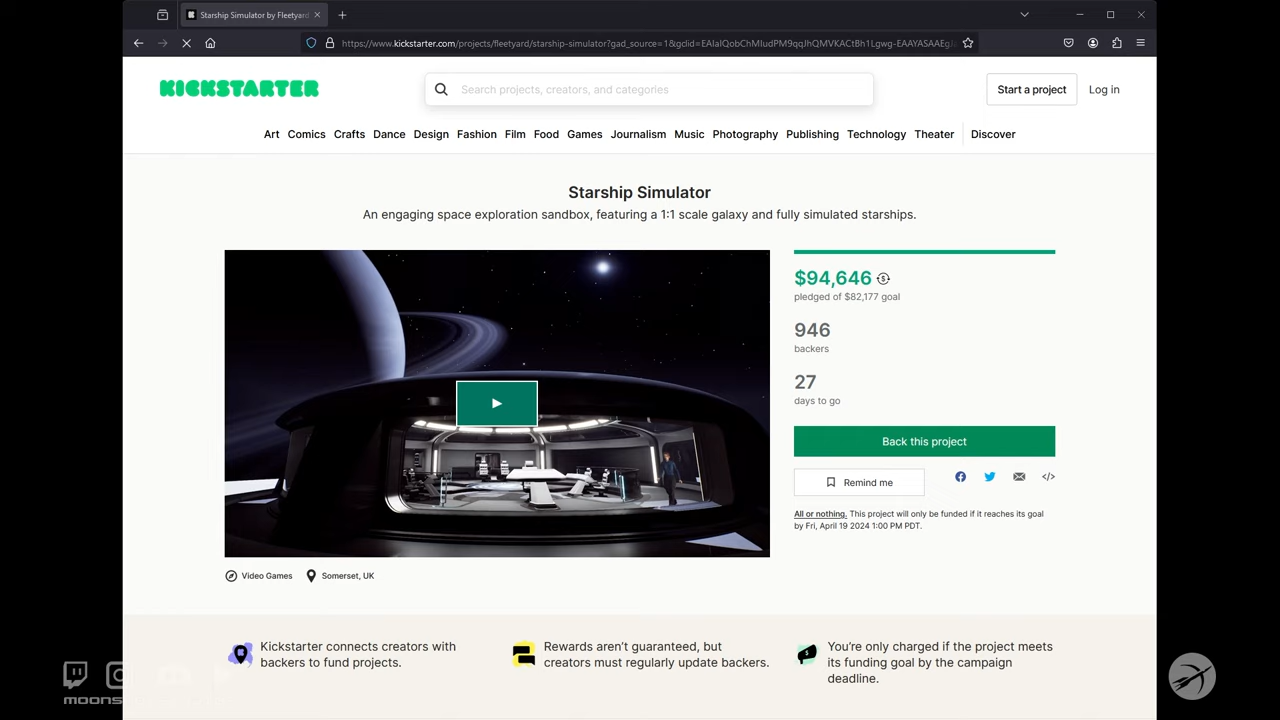 Starship Simulator by Fleetyard
https://www.kickstarter.com/projects/fleetyard/starship-simulator?gad_source=1&gclid=
KICKSTARTER
Search projects, creators, and categories
Start a project
Log in
Art Comics Crafts Dance Design Fashion Film Food Games Journalism Music Photography Publishing Technology Theater Discover
Starship Simulator
An engaging space exploration sandbox, featuring a 1:1 scale galaxy and fully simulated starships.
$94,646
pledged of $82,177 goal
946
backers
27
days to go
Back this project
Remind me
All or nothing. This project will only be funded if it reaches its goal
by Fri, April 19 2024 1:00 PM PDT.
Video Games
Somerset, UK
Kickstarter connects creators with
backers to fund projects.
Rewards aren't guaranteed, but
creators must regularly update backers.
You're only charged if the project meets
its funding goal by the campaign
deadline.